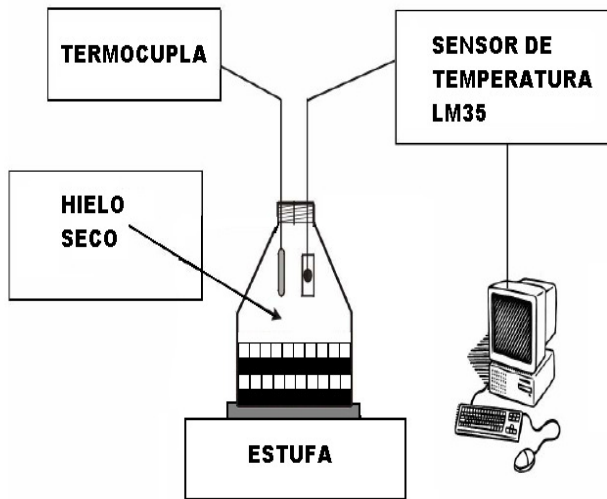 TERMOCUPLA
SENSOR DE
TEMPERATURA
LM35
HIELO
SECO
ESTUFA